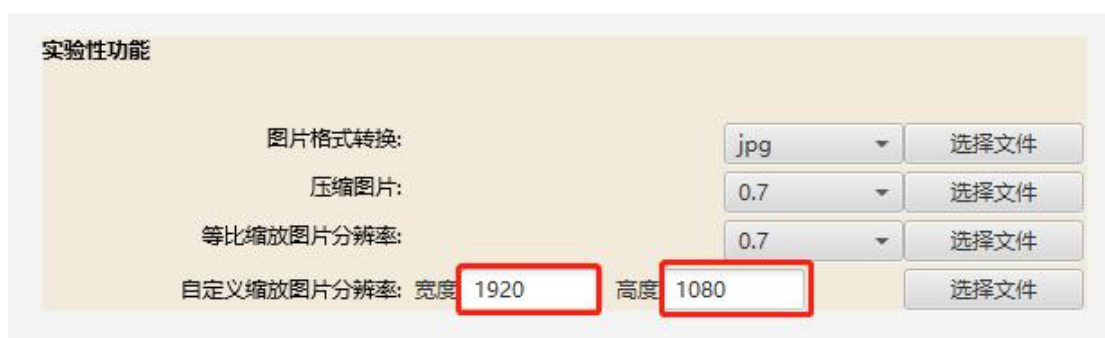 实验性功能
图片格式转换: jpg 选择文件
压缩图片: 0.7 选择文件
等比缩放图片分辨率: 0.7 选择文件
自定义缩放图片分辨率: 宽度 1920 高度 1080 选择文件